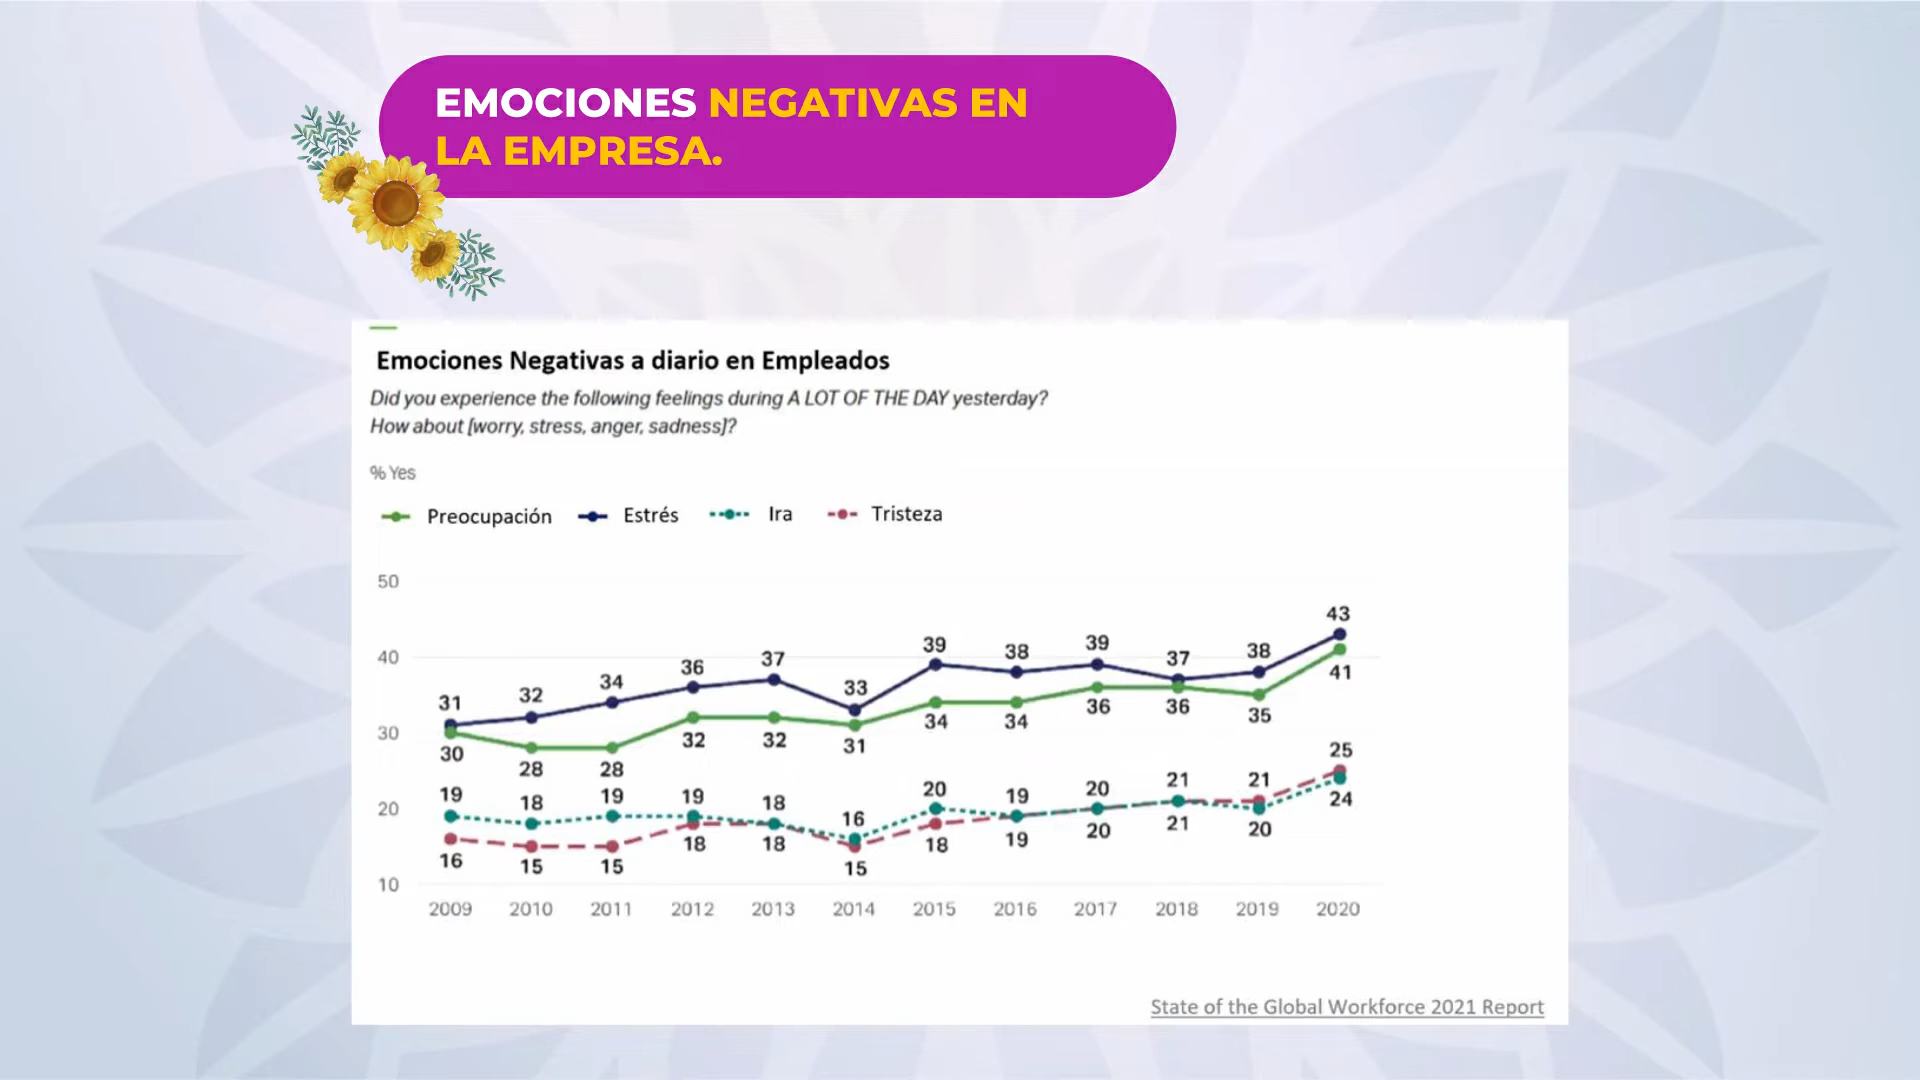 EMOCIONES NEGATIVAS EN
LA EMPRESA.
Emociones Negativas a diario en Empleados
Did you experience the following feelings during A LOT OF THE DAY yesterday?
How about [worry, stress, anger, sadness]?
% Yes
Preocupación Estrés Ira Tristeza
50
43
39 38 39 37 38
40
36 37
41
34 33
31 32
36 36 35
34 34
30
32 32 31
30
28 28
25
19 18 19 19 18 16 20 19 20 21 21
20
24
16 15 15 18 18 15 18 19 20 21 20
10
2009 2010 2011 2012 2013 2014 2015 2016 2017 2018 2019 2020
State of the Global Workforce 2021 Report